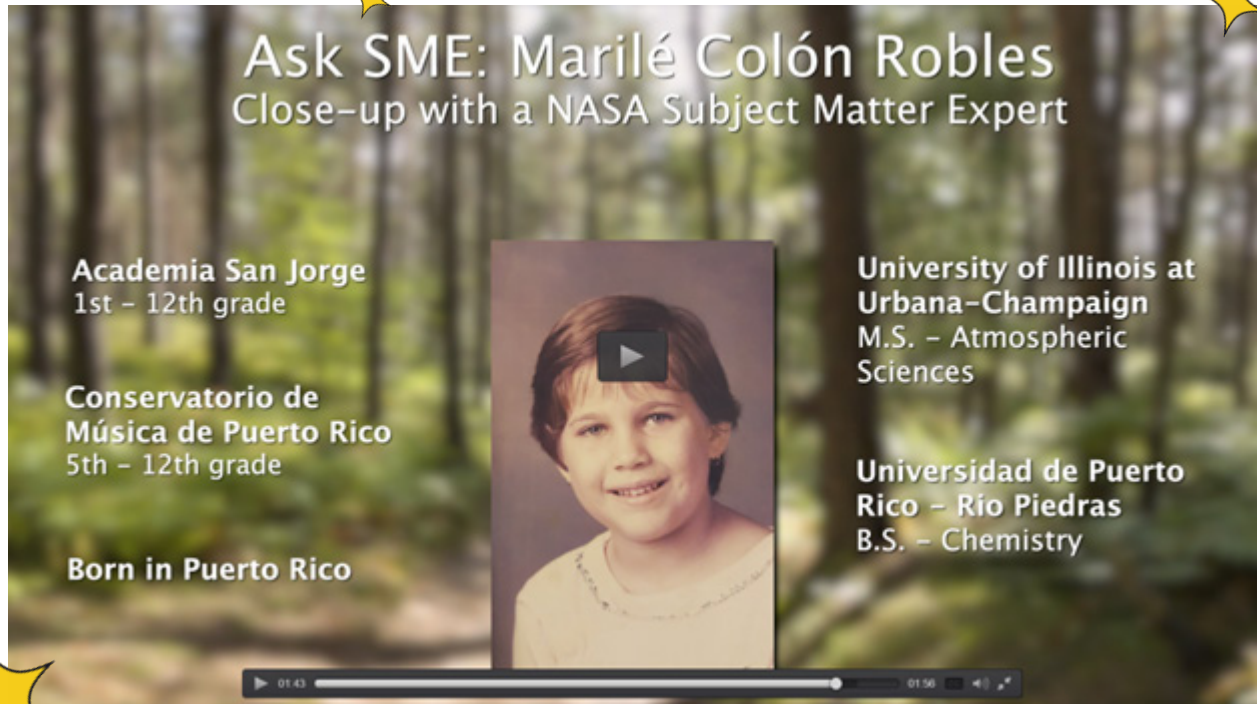 Ask SME: Marilé Colón Robles
Close-up with a NASA Subject Matter Expert
Academia San Jorge
1st - 12th grade
Conservatorio de
Música de Puerto Rico
5th - 12th grade
Born in Puerto Rico
University of Illinois at
Urbana-Champaign
M.S. - Atmospheric
Sciences
Universidad de Puerto
Rico - Rio Piedras
B.S. - Chemistry
01:43
01:56